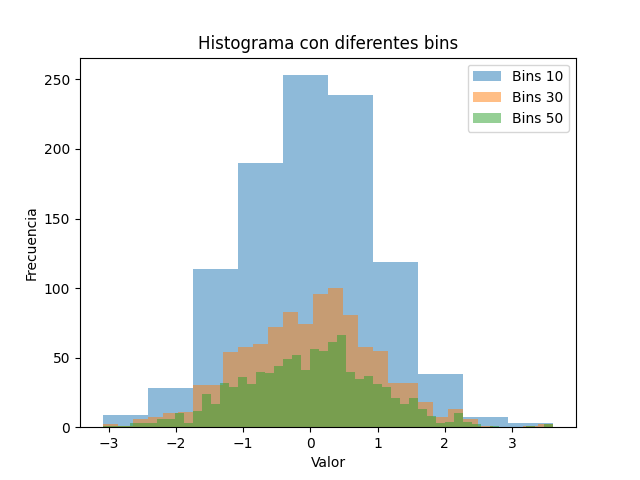 Histograma con diferentes bins
Bins 10
Bins 30
Bins 50
250
200
150
100
50
0
Frecuencia
−3
−2
−1
0
1
2
3
Valor